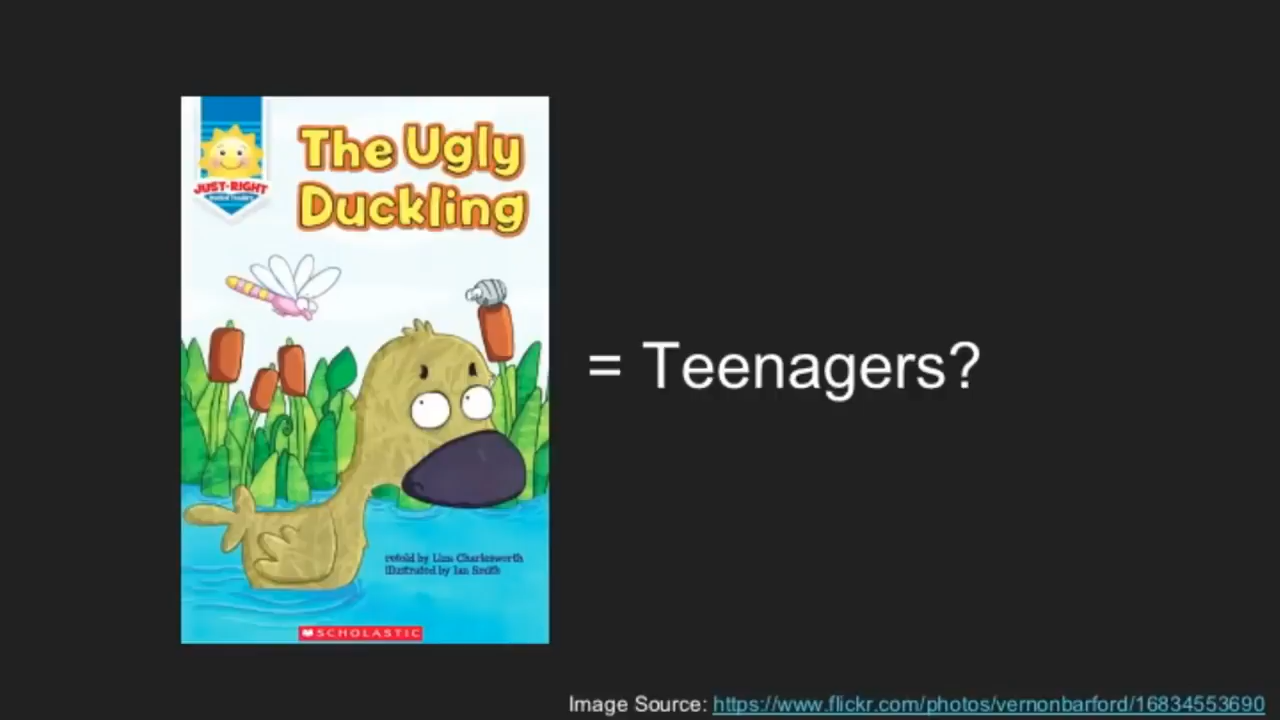 JUST-RIGHT
The Ugly
Duckling
= Teenagers?
retold by Liza Charlesworth
illustrated by Ian Smith
SCHOLASTIC
Image Source: https://www.flickr.com/photos/vernonbarford/16834553690